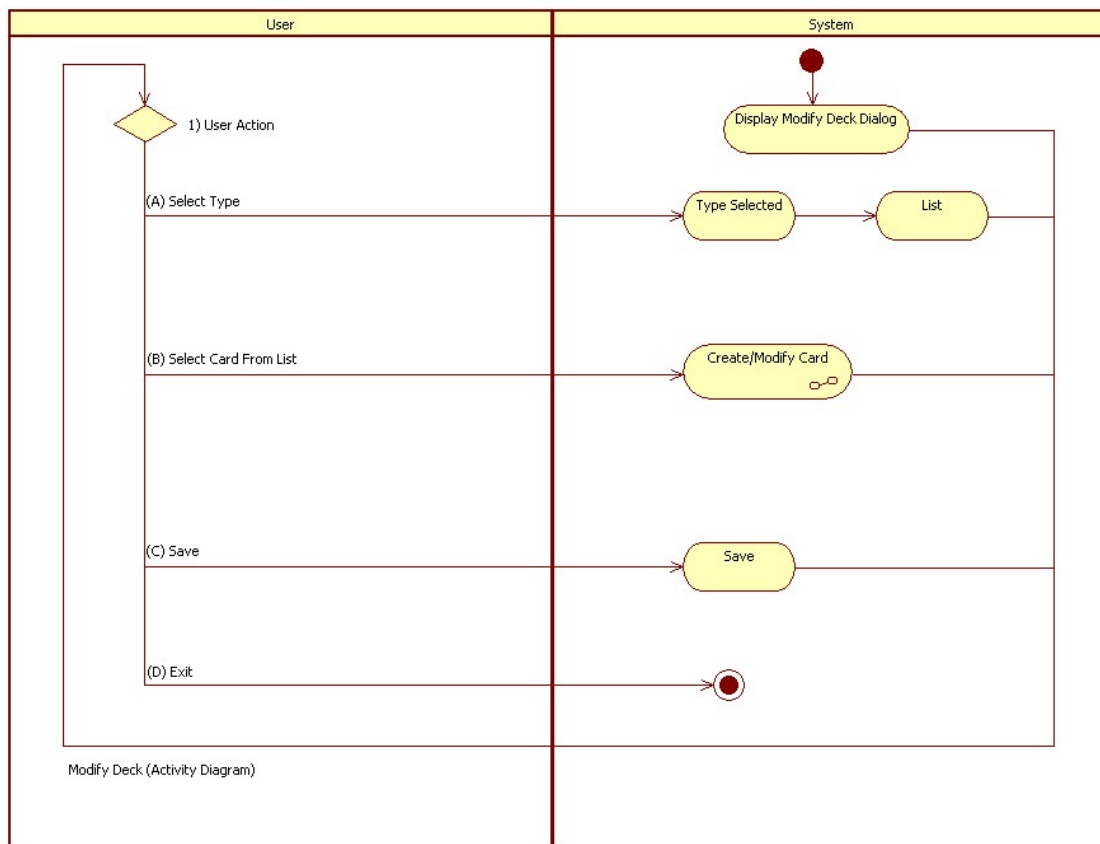 User
System
Display Modify Deck Dialog
1) User Action
(A) Select Type
Type Selected
List
(B) Select Card From List
Create/Modify Card
(C) Save
Save
(D) Exit
Modify Deck (Activity Diagram)